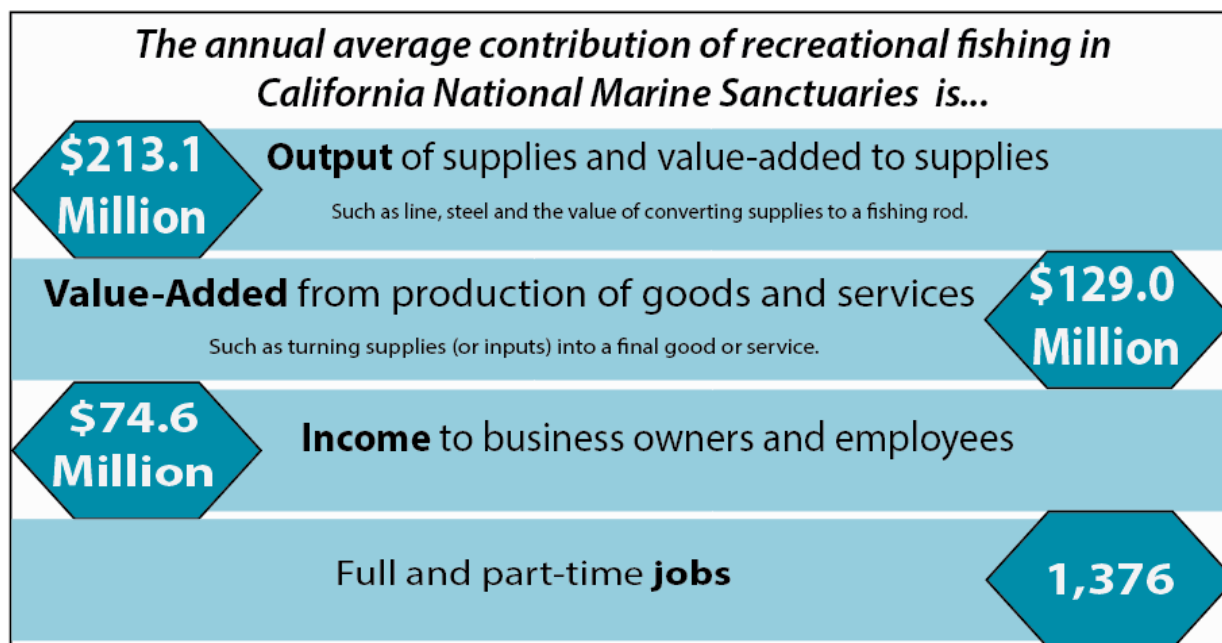 The annual average contribution of recreational fishing in
California National Marine Sanctuaries is...
$213.1
Million
Output of supplies and value-added to supplies
Such as line, steel and the value of converting supplies to a fishing rod.
Value-Added from production of goods and services
Such as turning supplies (or inputs) into a final good or service.
$129.0
Million
$74.6
Million
Income to business owners and employees
Full and part-time jobs
1,376